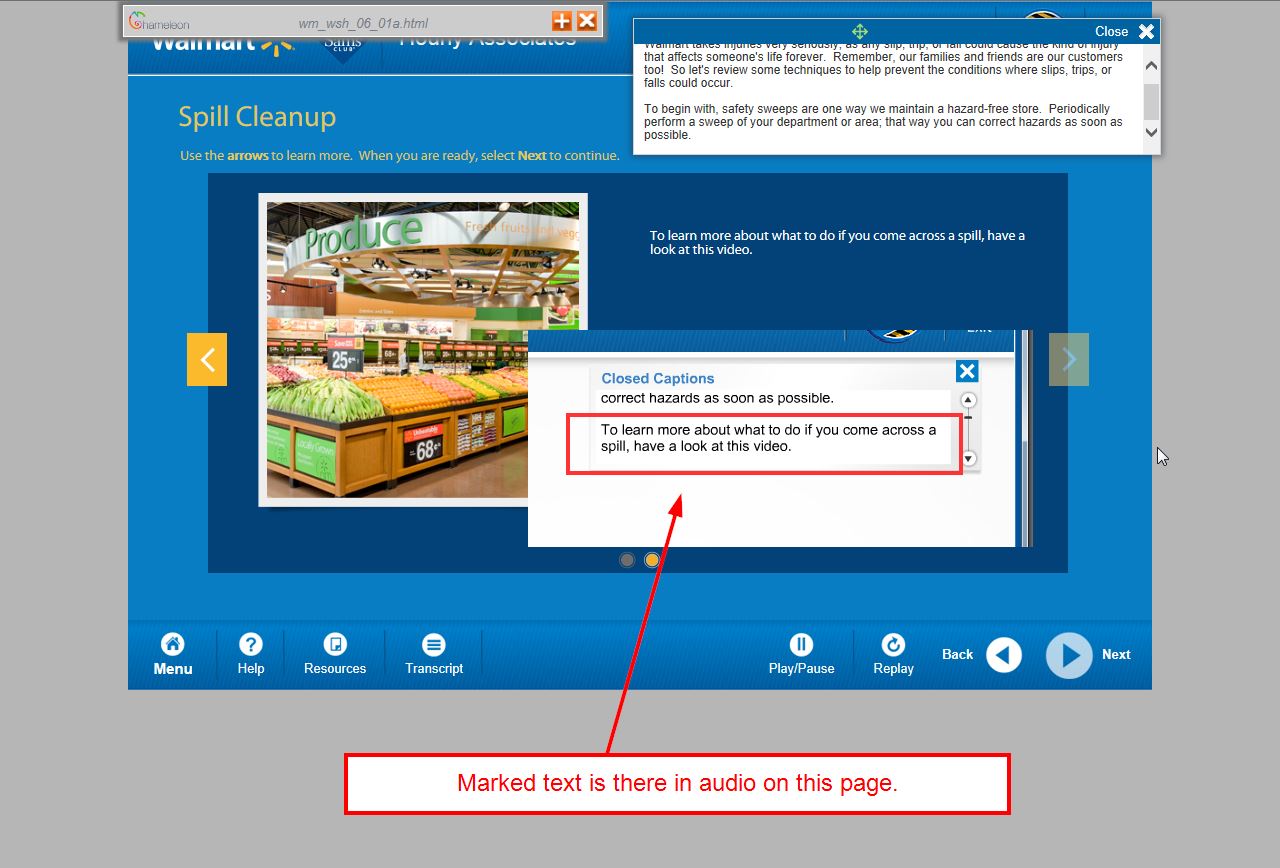 Chameleon
wm_wsh_06_01a.html
Walmart
Sam's
CLUB
Hourly Associates
Close
Walmart takes injuries very seriously, as any slip, trip, or fall could cause the kind of injury
that affects someone's life forever.  Remember, our families and friends are our customers
too!  So let's review some techniques to help prevent the conditions where slips, trips, or
falls could occur.
To begin with, safety sweeps are one way we maintain a hazard-free store.  Periodically
perform a sweep of your department or area; that way you can correct hazards as soon as
possible.
Spill Cleanup
Use the arrows to learn more.  When you are ready, select Next to continue.
Produce
Fresh fruits and vegg
25¢
Locally
Grown
Unbeatable
68¢
To learn more about what to do if you come across a spill, have a
look at this video.
EXIT
Closed Captions
correct hazards as soon as possible.
To learn more about what to do if you come across a
spill, have a look at this video.
Menu
Help
Resources
Transcript
Play/Pause
Replay
Back
Next
Marked text is there in audio on this page.